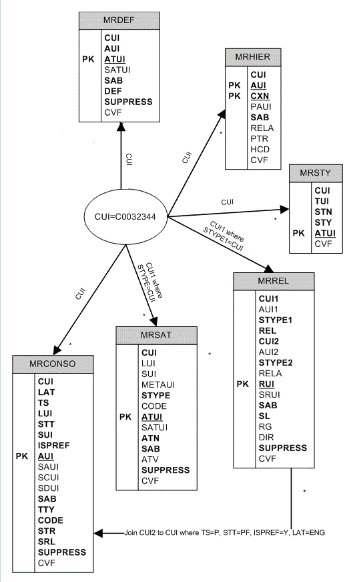 MRDEF
CUI
AUI
PK ATUI
SATUI
SAB
DEF
SUPPRESS
CVF
MRHIER
CUI
PK AUI
PK CXN
PAUI
SAB
RELA
PTR
HCD
CVF
MRSTY
CUI
TUI
STN
STY
PK ATUI
CVF
CUI
CUI
*
CUI
*
CUI=C0032344
CUI1 where
STYPE1=CUI
*
CUI
*
CUI1 where
STYPE=CUI
*
MRREL
CUI1
AUI1
STYPE1
REL
CUI2
AUI2
STYPE2
RELA
PK RUI
SRUI
SAB
SL
RG
DIR
SUPPRESS
CVF
*
MRSAT
CUI
LUI
SUI
METAUI
STYPE
CODE
PK ATUI
SATUI
ATN
SAB
ATV
SUPPRESS
CVF
MRCONSO
CUI
LAT
TS
LUI
STT
SUI
ISPREF
PK AUI
SAUI
SCUI
SDUI
SAB
TTY
CODE
STR
SRL
SUPPRESS
CVF
*
Join CUI2 to CUI where TS=P, STT=PF, ISPREF=Y, LAT=ENG